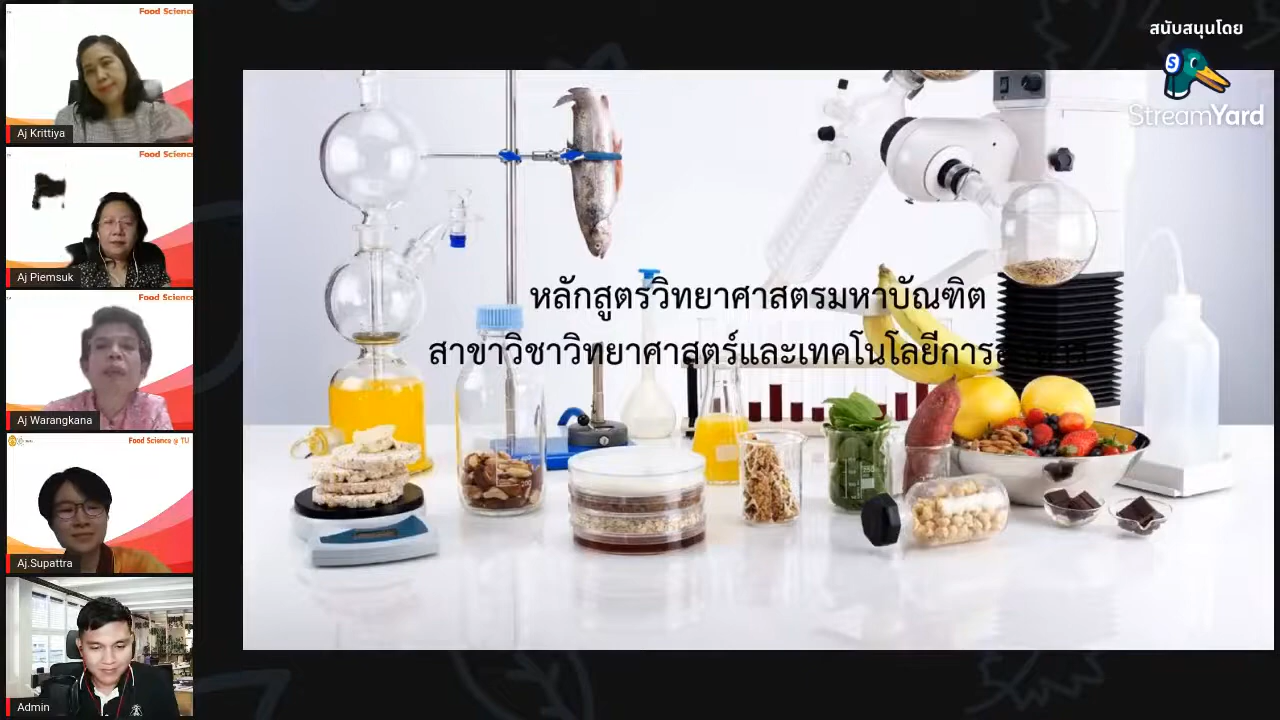 Food Science
Aj Krittiya
Food Science
Aj Piemsuk
Food Science
Aj Warangkana
Food Science @ TU
Aj.Supattra
Admin
สนับสนุนโดย
StreamYard
หลักสูตรวิทยาศาสตรมหาบัณฑิต
สาขาวิชาวิทยาศาสตร์และเทคโนโลยีการอาหาร